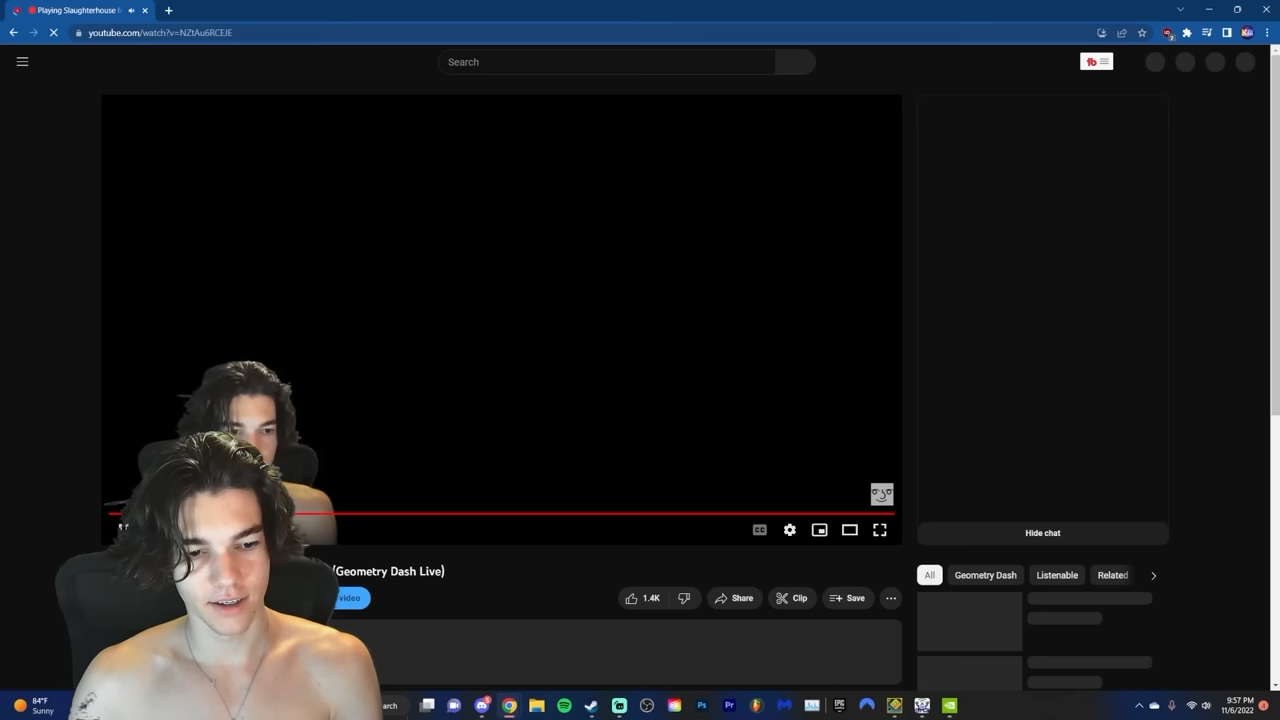 Playing Slaughterhouse
youtube.com/watch?v=NZtAu6RCEJE
Search
Hide chat
(Geometry Dash Live)
All
Geometry Dash
Listenable
Related
video
1.4K
Share
Clip
Save
84°F
Sunny
arch
9:57 PM
11/6/2022